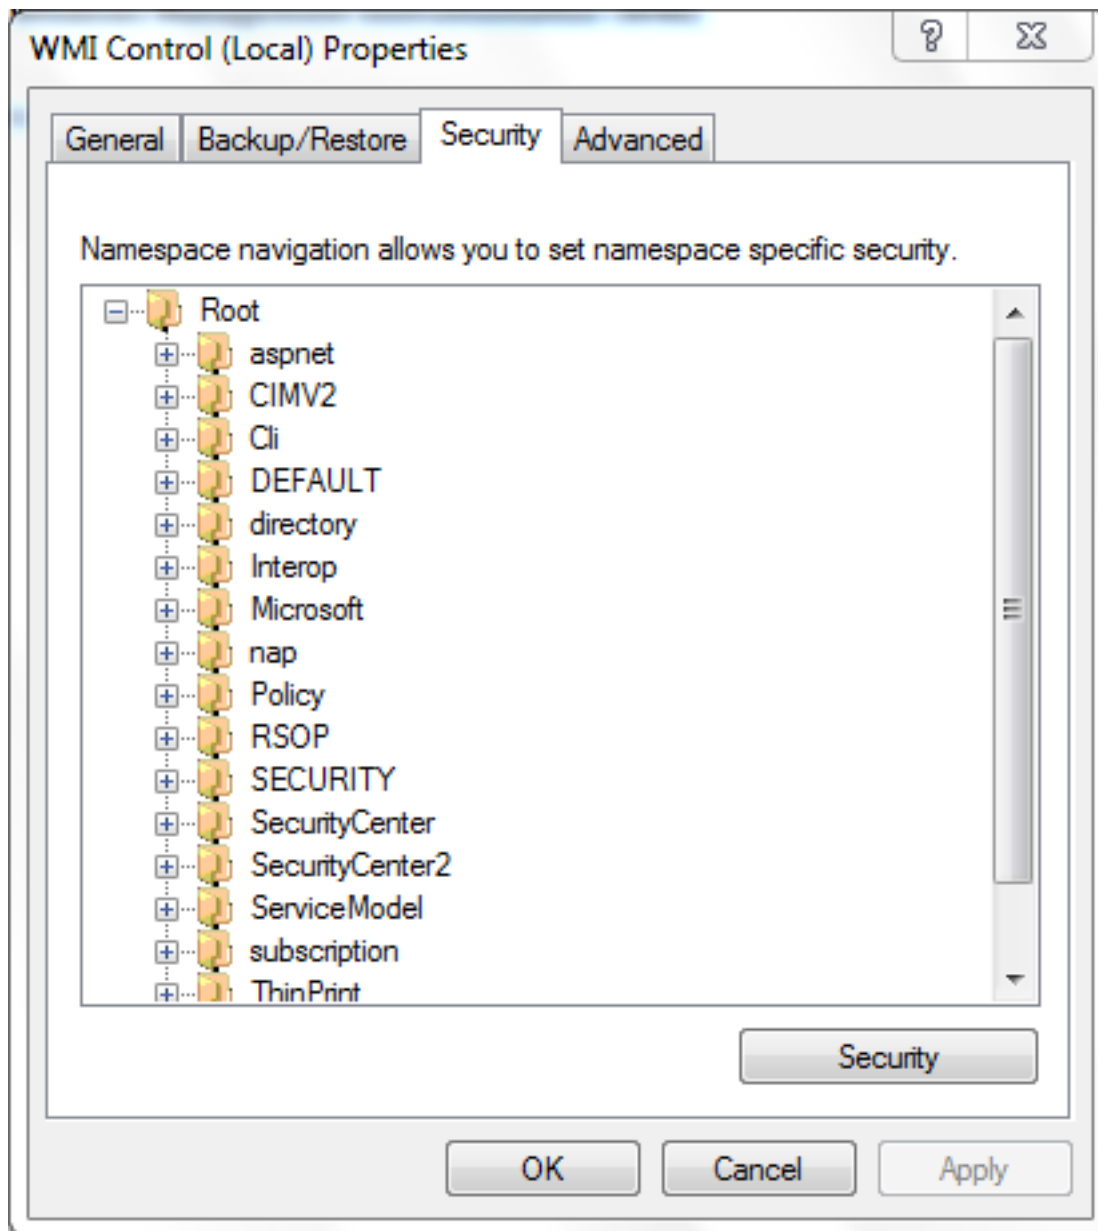 WMI Control (Local) Properties
General Backup/Restore Security Advanced
Namespace navigation allows you to set namespace specific security.
Root
aspnet
CIMV2
Cli
DEFAULT
directory
Interop
Microsoft
nap
Policy
RSOP
SECURITY
SecurityCenter
SecurityCenter2
ServiceModel
subscription
ThinPrint
Security
OK Cancel Apply